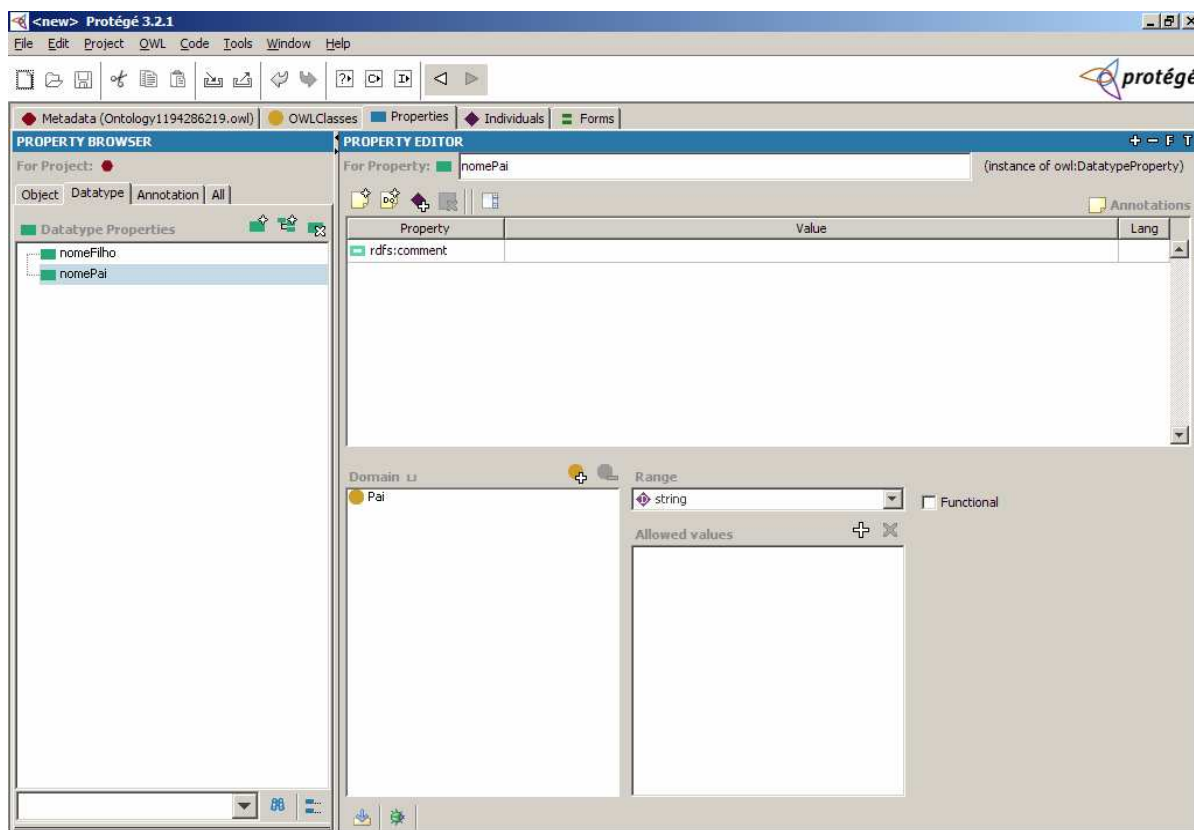 <new> Protégé 3.2.1
File Edit Project OWL Code Tools Window Help
protégé
Metadata (Ontology1194286219.owl) OWLClasses Properties Individuals Forms
PROPERTY BROWSER
For Project:
Object Datatype Annotation All
Datatype Properties
nomeFilho
nomePai
PROPERTY EDITOR
For Property: nomePai (instance of owl:DatatypeProperty)
Annotations
Property Value Lang
rdfs:comment
Domain
Pai
Range
string
Functional
Allowed values